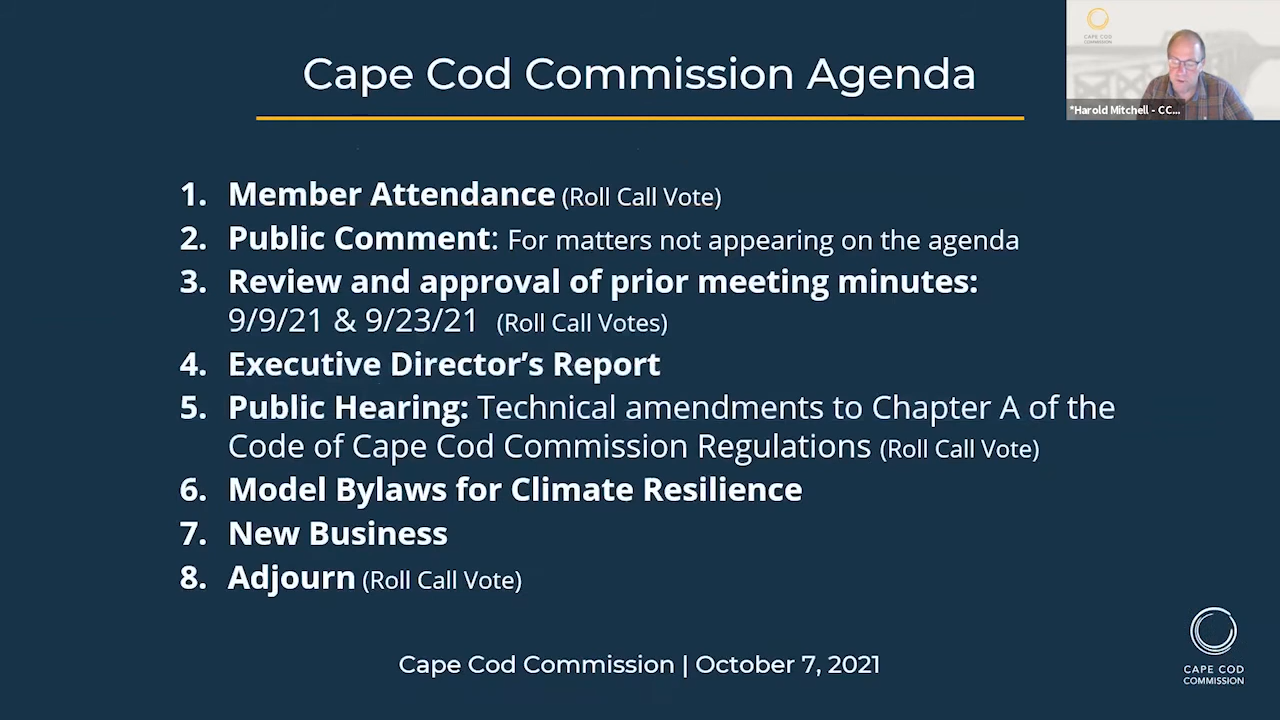 Cape Cod Commission Agenda
CAPE COD
COMMISSION
*Harold Mitchell - CC...
1. Member Attendance (Roll Call Vote)
2. Public Comment: For matters not appearing on the agenda
3. Review and approval of prior meeting minutes:
9/9/21 & 9/23/21 (Roll Call Votes)
4. Executive Director’s Report
5. Public Hearing: Technical amendments to Chapter A of the
Code of Cape Cod Commission Regulations (Roll Call Vote)
6. Model Bylaws for Climate Resilience
7. New Business
8. Adjourn (Roll Call Vote)
Cape Cod Commission | October 7, 2021
CAPE COD
COMMISSION